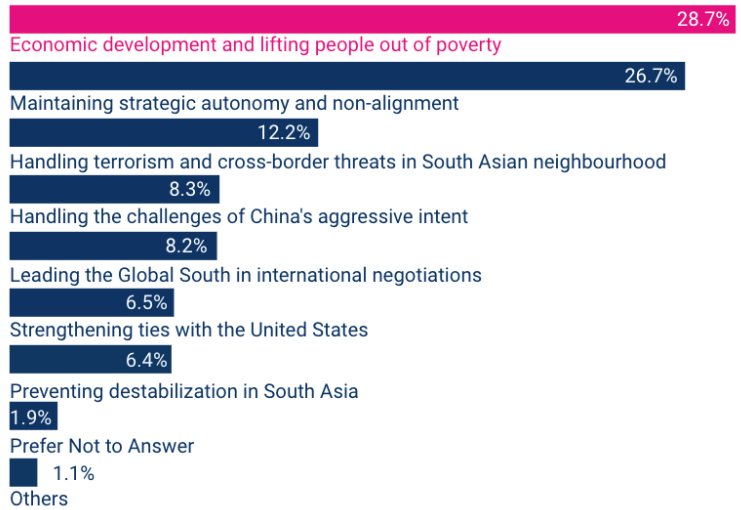 28.7%
Economic development and lifting people out of poverty
26.7%
Maintaining strategic autonomy and non-alignment
12.2%
Handling terrorism and cross-border threats in South Asian neighbourhood
8.3%
Handling the challenges of China's aggressive intent
8.2%
Leading the Global South in international negotiations
6.5%
Strengthening ties with the United States
6.4%
Preventing destabilization in South Asia
1.9%
Prefer Not to Answer
1.1%
Others